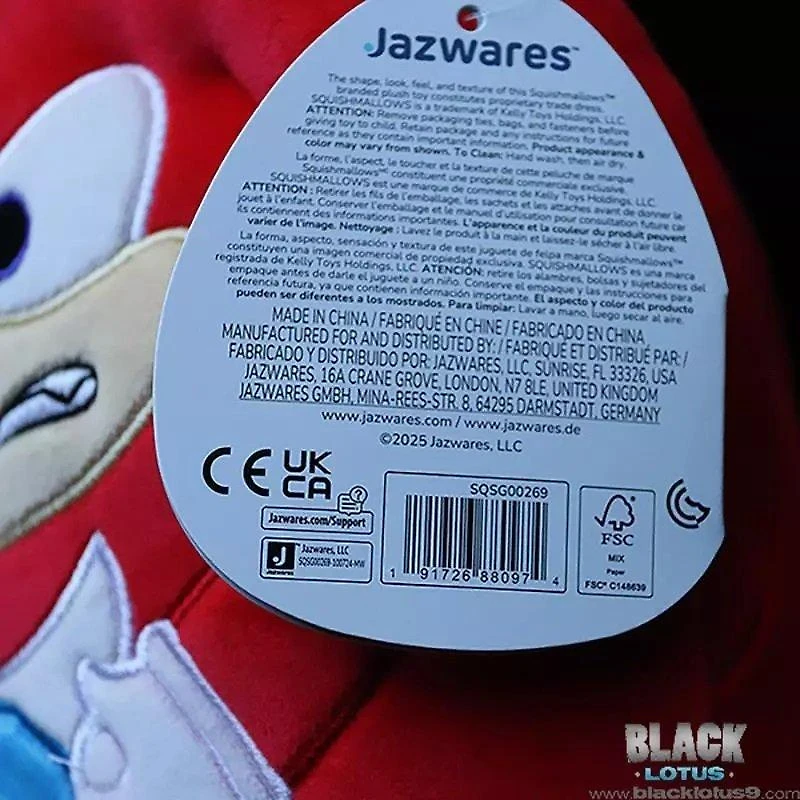 Jazwares™
The shape, look, feel, and texture of this Squishmallows™
branded plush toy constitutes proprietary trade dress.
SQUISHMALLOWS is a trademark of Kelly Toys Holdings, LLC.
ATTENTION: Remove packaging ties, bags, and fasteners before
giving toy to child. Retain package and any instructions for future
reference as they contain important information. Product appearance &
color may vary from shown. To Clean: Hand wash, then air dry.
La forme, l'aspect, le toucher et la texture de cette peluche de marque
Squishmallows™ constituent une propriété commerciale exclusive.
SQUISHMALLOWS est une marque de commerce de Kelly Toys Holdings, LLC.
ATTENTION : Retirer les fils de l'emballage, les sachets et les attaches avant de donner le
jouet à l'enfant. Conserver l'emballage et le manuel d'utilisation pour consultation future car
ils contiennent des informations importantes. L'apparence et la couleur du produit peuvent
varier de l'image. Nettoyage : Lavez le produit à la main et laissez-le sécher à l'air libre.
La forma, aspecto, sensación y textura de este juguete de felpa marca Squishmallows™
constituyen una imagen comercial de propiedad exclusiva. SQUISHMALLOWS es una marca
registrada de Kelly Toys Holdings, LLC. ATENCIÓN: retire los alambres, bolsas y sujetadores del
empaque antes de darle el juguete a un niño. Conserve el empaque y las instrucciones para
referencia futura, ya que contienen información importante. El aspecto y color del producto
pueden ser diferentes a los mostrados. Para limpiar: Lavar a mano, luego secar al aire.
MADE IN CHINA / FABRIQUÉ EN CHINE / FABRICADO EN CHINA
MANUFACTURED FOR AND DISTRIBUTED BY: / FABRIQUÉ ET DISTRIBUÉ PAR: /
FABRICADO Y DISTRIBUIDO POR: JAZWARES, LLC, SUNRISE, FL 33326, USA
JAZWARES, 16A CRANE GROVE, LONDON, N7 8LE, UNITED KINGDOM
JAZWARES GMBH, MINA-REES-STR. 8, 64295 DARMSTADT, GERMANY
www.jazwares.com / www.jazwares.de
©2025 Jazwares, LLC
CE UK
CA
Jazwares.com/Support
J Jazwares, LLC
JAZWARES SQSG00269-100724-MW
SQSG00269
1 91726 88097 4
FSC
MIX
Paper
FSC® C148639
BLACK
LOTUS
www.blacklotus9.com